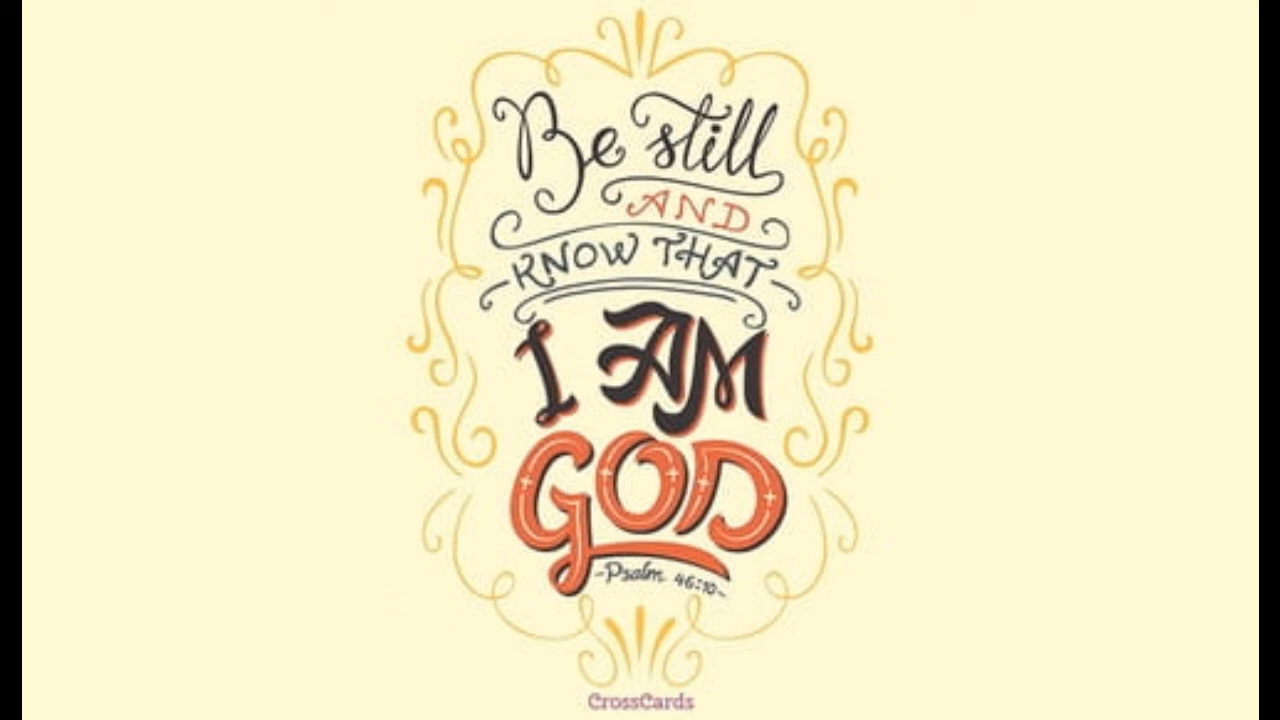 Be still
AND
KNOW THAT
I AM
GOD
-Psalm 46:10-
CrossCards